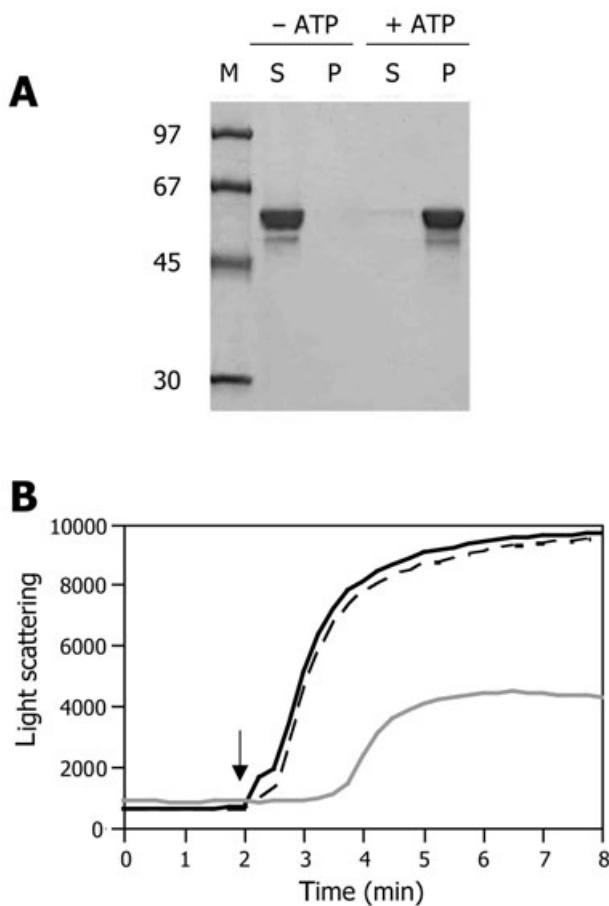 − ATP + ATP
M S P S P
A
97
67
45
30
B
10000
8000
6000
4000
2000
0
Light scattering
0 1 2 3 4 5 6 7 8
Time (min)